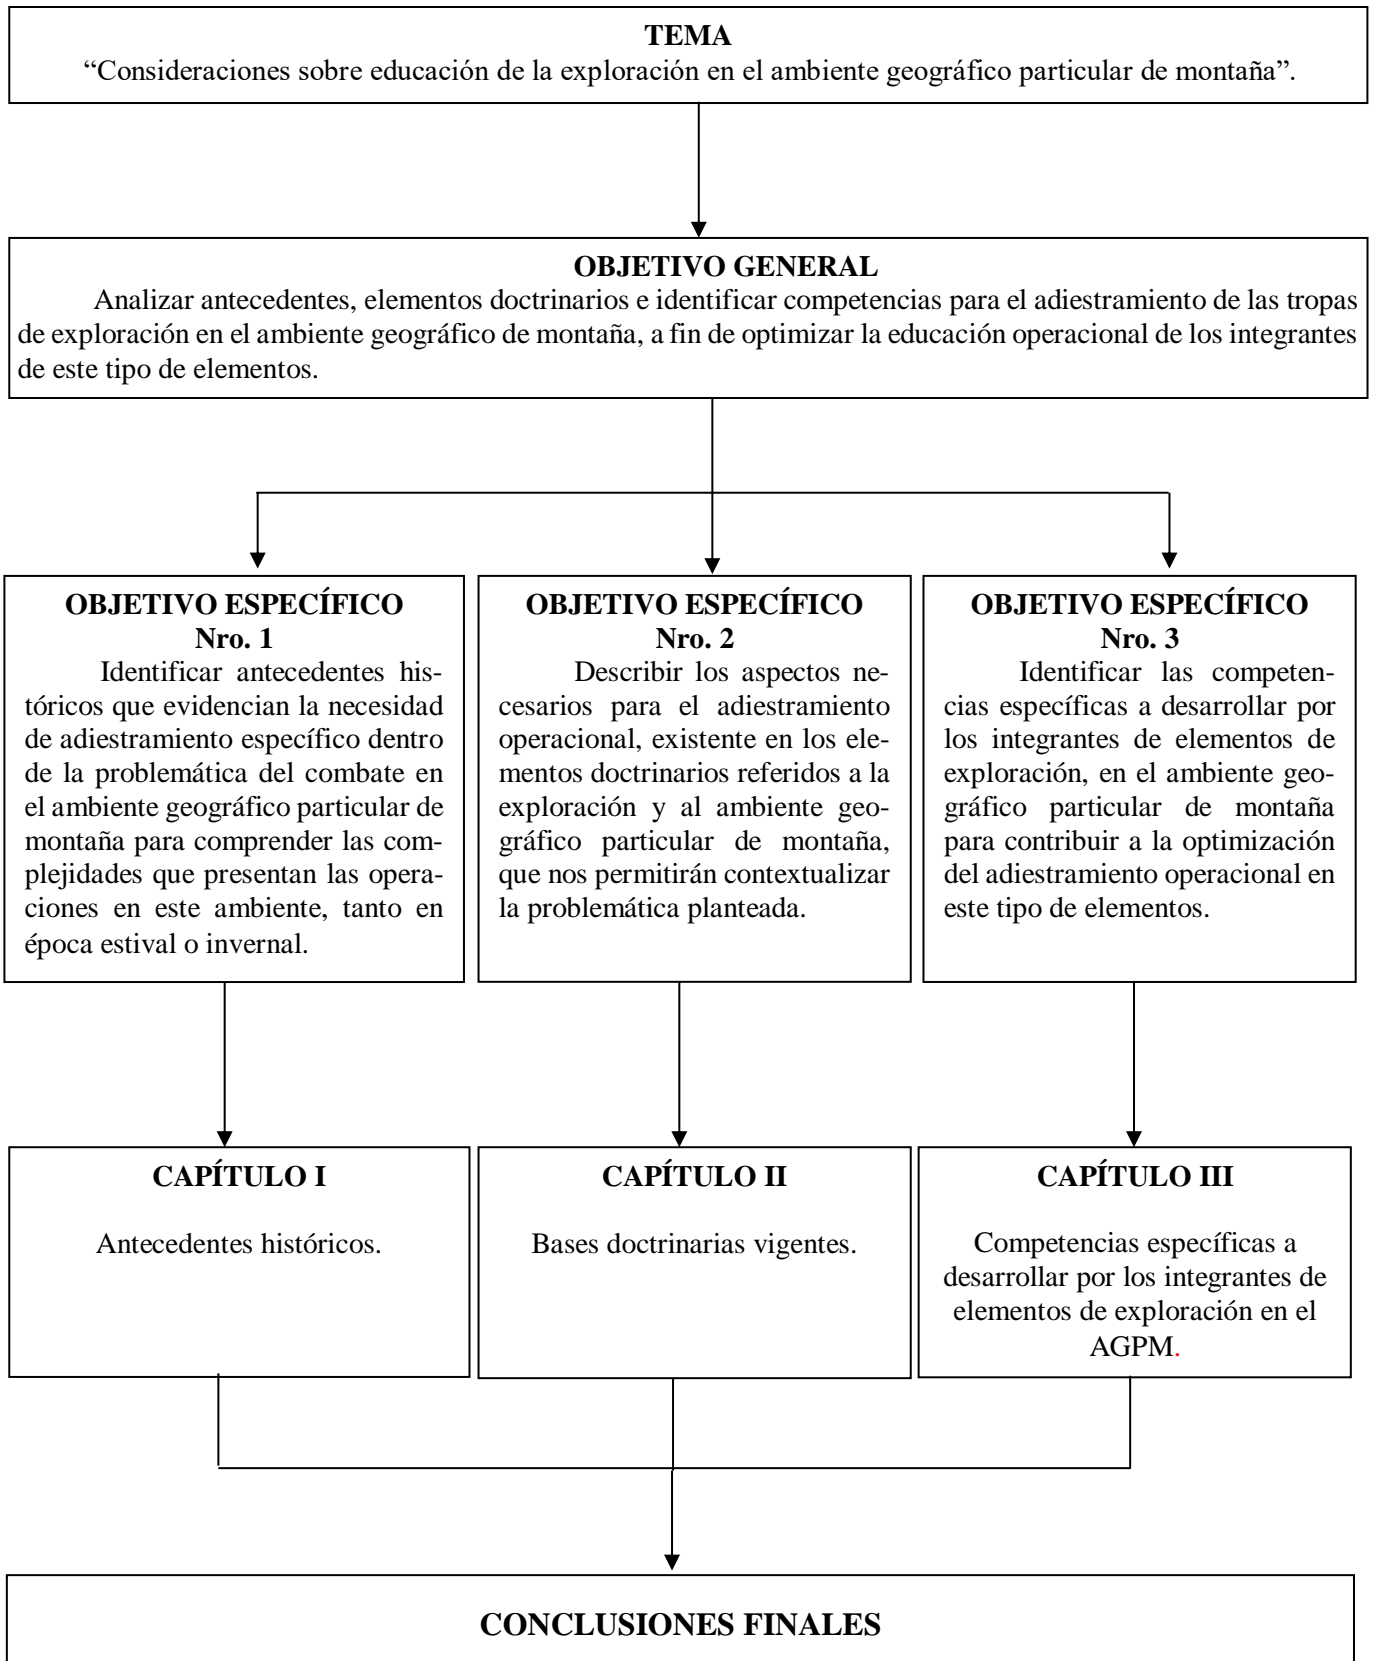 TEMA
“Consideraciones sobre educación de la exploración en el ambiente geográfico particular de montaña”.
OBJETIVO GENERAL
Analizar antecedentes, elementos doctrinarios e identificar competencias para el adiestramiento de las tropas
de exploración en el ambiente geográfico de montaña, a fin de optimizar la educación operacional de los integrantes
de este tipo de elementos.
OBJETIVO ESPECÍFICO
Nro. 1
Identificar antecedentes his-
tóricos que evidencian la necesidad
de adiestramiento específico dentro
de la problemática del combate en
el ambiente geográfico particular de
montaña para comprender las com-
plejidades que presentan las opera-
ciones en este ambiente, tanto en
época estival o invernal.
OBJETIVO ESPECÍFICO
Nro. 2
Describir los aspectos ne-
cesarios para el adiestramiento
operacional, existente en los ele-
mentos doctrinarios referidos a la
exploración y al ambiente geo-
gráfico particular de montaña,
que nos permitirán contextualizar
la problemática planteada.
OBJETIVO ESPECÍFICO
Nro. 3
Identificar las competen-
cias específicas a desarrollar por
los integrantes de elementos de
exploración, en el ambiente geo-
gráfico particular de montaña
para contribuir a la optimización
del adiestramiento operacional en
este tipo de elementos.
CAPÍTULO I
Antecedentes históricos.
CAPÍTULO II
Bases doctrinarias vigentes.
CAPÍTULO III
Competencias específicas a
desarrollar por los integrantes de
elementos de exploración en el
AGPM.
CONCLUSIONES FINALES